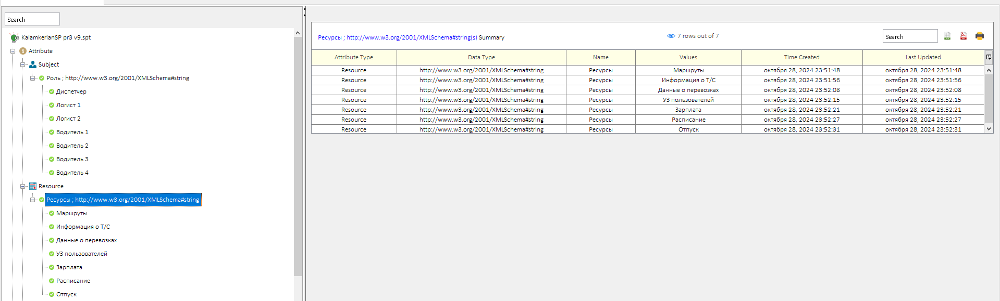 Search
KalamkerianSP pr3 v9.spt
Attribute
Subject
Роль ; http://www.w3.org/2001/XMLSchema#string
Диспетчер
Логист 1
Логист 2
Водитель 1
Водитель 2
Водитель 3
Водитель 4
Resource
Ресурсы ; http://www.w3.org/2001/XMLSchema#string
Маршруты
Информация о Т/С
Данные о перевозках
УЗ пользователей
Зарплата
Расписание
Отпуск
Ресурсы ; http://www.w3.org/2001/XMLSchema#string(s) Summary 7 rows out of 7 Search
Attribute Type Data Type Name Values Time Created Last Updated
Resource http://www.w3.org/2001/XMLSchema#string Ресурсы Маршруты октября 28, 2024 23:51:48 октября 28, 2024 23:51:48
Resource http://www.w3.org/2001/XMLSchema#string Ресурсы Информация о Т/С октября 28, 2024 23:51:56 октября 28, 2024 23:51:56
Resource http://www.w3.org/2001/XMLSchema#string Ресурсы Данные о перевозках октября 28, 2024 23:52:08 октября 28, 2024 23:52:08
Resource http://www.w3.org/2001/XMLSchema#string Ресурсы УЗ пользователей октября 28, 2024 23:52:15 октября 28, 2024 23:52:15
Resource http://www.w3.org/2001/XMLSchema#string Ресурсы Зарплата октября 28, 2024 23:52:21 октября 28, 2024 23:52:21
Resource http://www.w3.org/2001/XMLSchema#string Ресурсы Расписание октября 28, 2024 23:52:27 октября 28, 2024 23:52:27
Resource http://www.w3.org/2001/XMLSchema#string Ресурсы Отпуск октября 28, 2024 23:52:31 октября 28, 2024 23:52:31